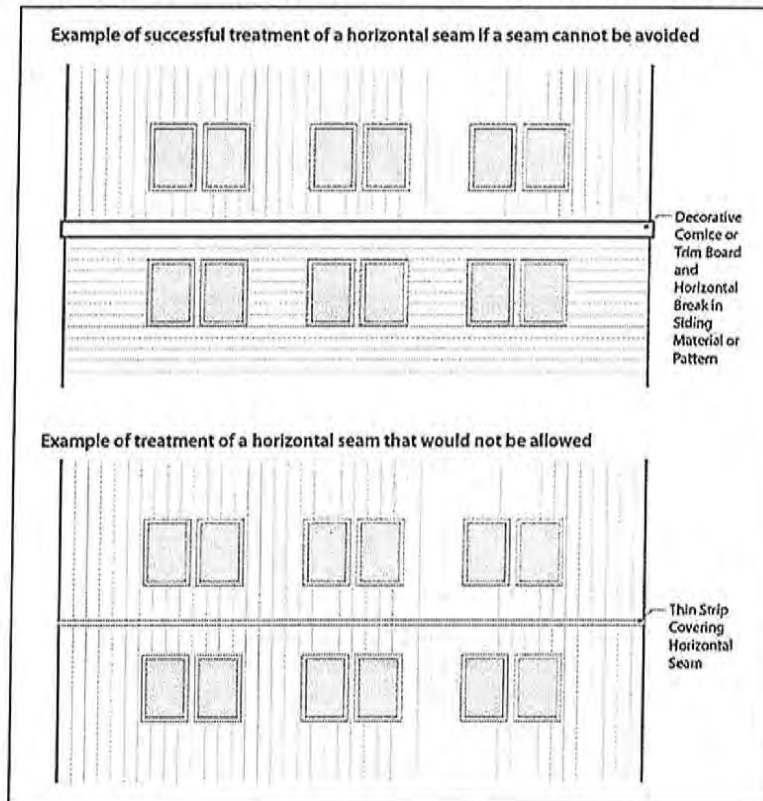 Example of successful treatment of a horizontal seam if a seam cannot be avoided
Decorative
Cornice or
Trim Board
and
Horizontal
Break in
Siding
Material or
Pattern
Example of treatment of a horizontal seam that would not be allowed
Thin Strip
Covering
Horizontal
Seam